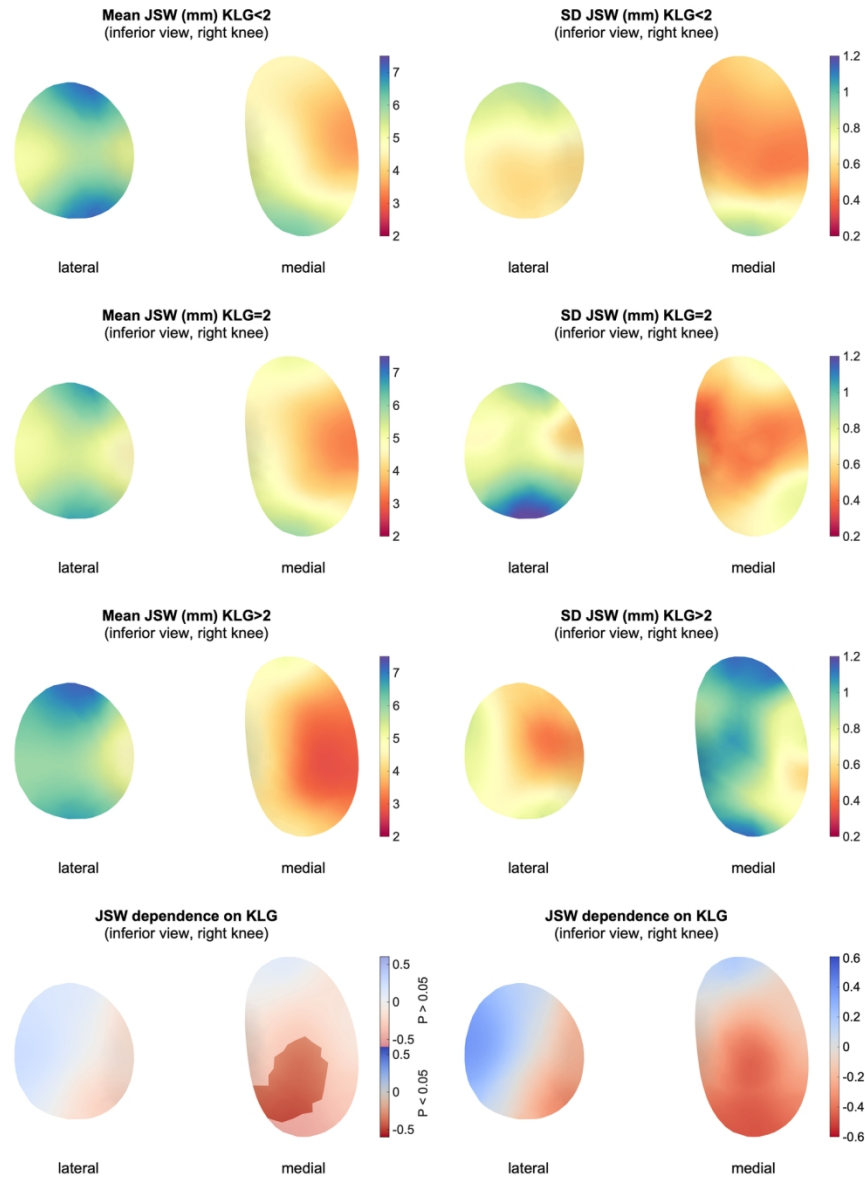 Mean JSW (mm) KLG<2
(inferior view, right knee)
7
6
5
4
3
2
lateral
medial
SD JSW (mm) KLG<2
(inferior view, right knee)
1.2
1
0.8
0.6
0.4
0.2
lateral
medial
Mean JSW (mm) KLG=2
(inferior view, right knee)
7
6
5
4
3
2
lateral
medial
SD JSW (mm) KLG=2
(inferior view, right knee)
1.2
1
0.8
0.6
0.4
0.2
lateral
medial
Mean JSW (mm) KLG>2
(inferior view, right knee)
7
6
5
4
3
2
lateral
medial
SD JSW (mm) KLG>2
(inferior view, right knee)
1.2
1
0.8
0.6
0.4
0.2
lateral
medial
JSW dependence on KLG
(inferior view, right knee)
0.5
0
-0.5
P > 0.05
0.5
0
-0.5
P < 0.05
lateral
medial
JSW dependence on KLG
(inferior view, right knee)
0.6
0.4
0.2
0
-0.2
-0.4
-0.6
lateral
medial